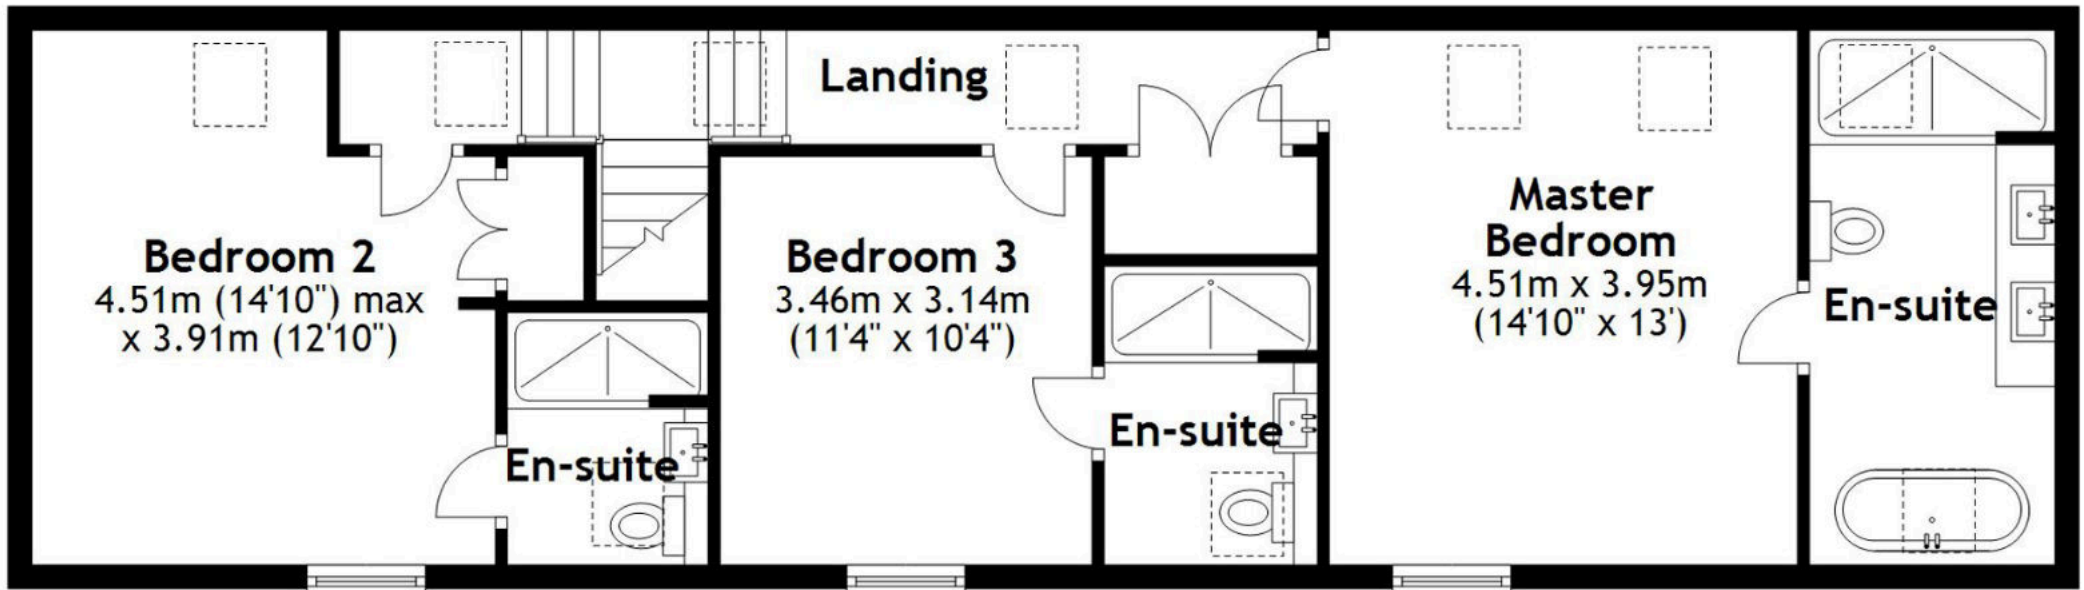 Landing
Bedroom 2
4.51m (14'10") max
x 3.91m (12'10")
En-suite
Bedroom 3
3.46m x 3.14m
(11'4" x 10'4")
En-suite
Master
Bedroom
4.51m x 3.95m
(14'10" x 13')
En-suite